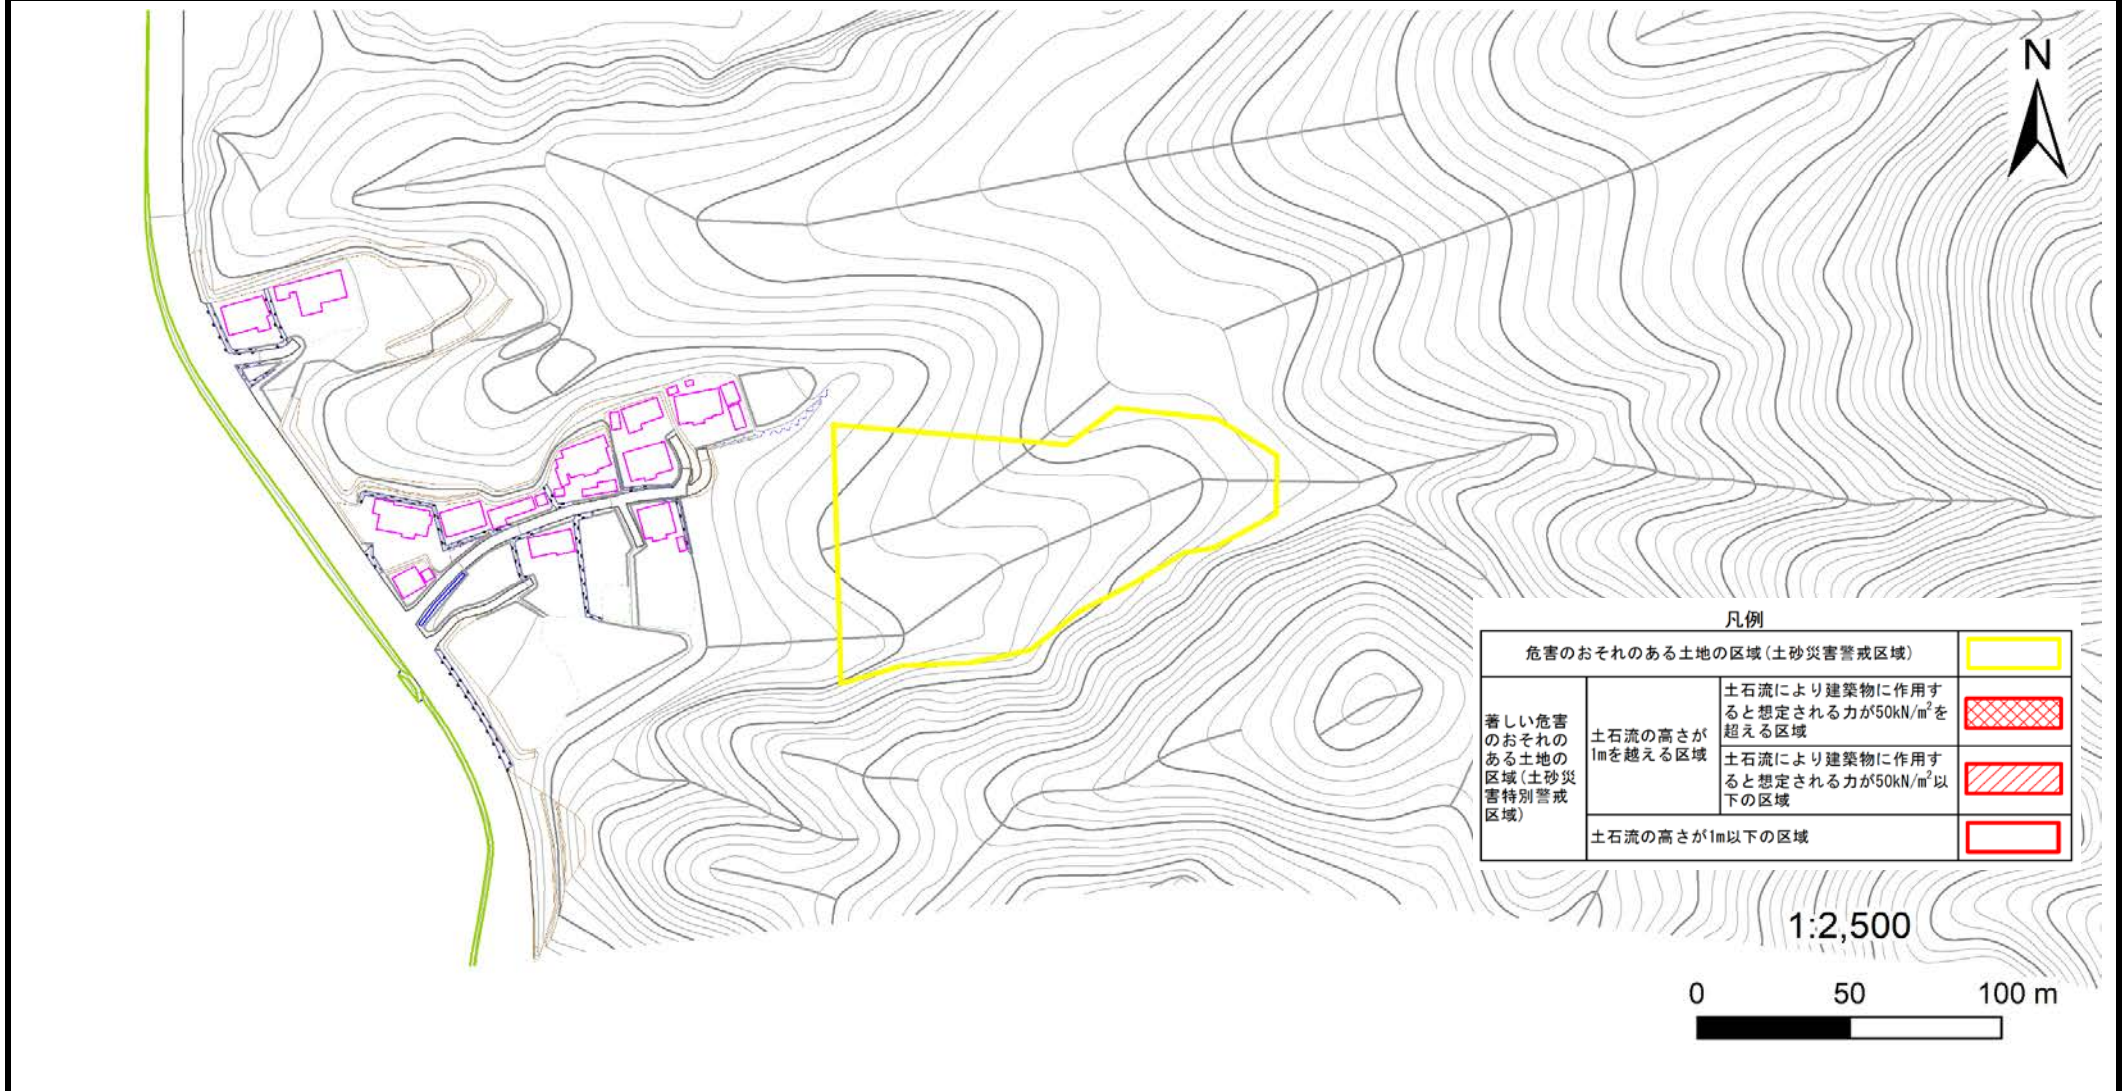 N
凡例
危害のおそれのある土地の区域(土砂災害警戒区域)
著しい危害
のおそれの
ある土地の
区域(土砂災
害特別警戒
区域)
土石流の高さが
1mを越える区域
土石流により建築物に作用す
ると想定される力が50kN/m²を
超える区域
土石流により建築物に作用す
ると想定される力が50kN/m²以
下の区域
土石流の高さが1m以下の区域
1:2,500
0 50 100 m